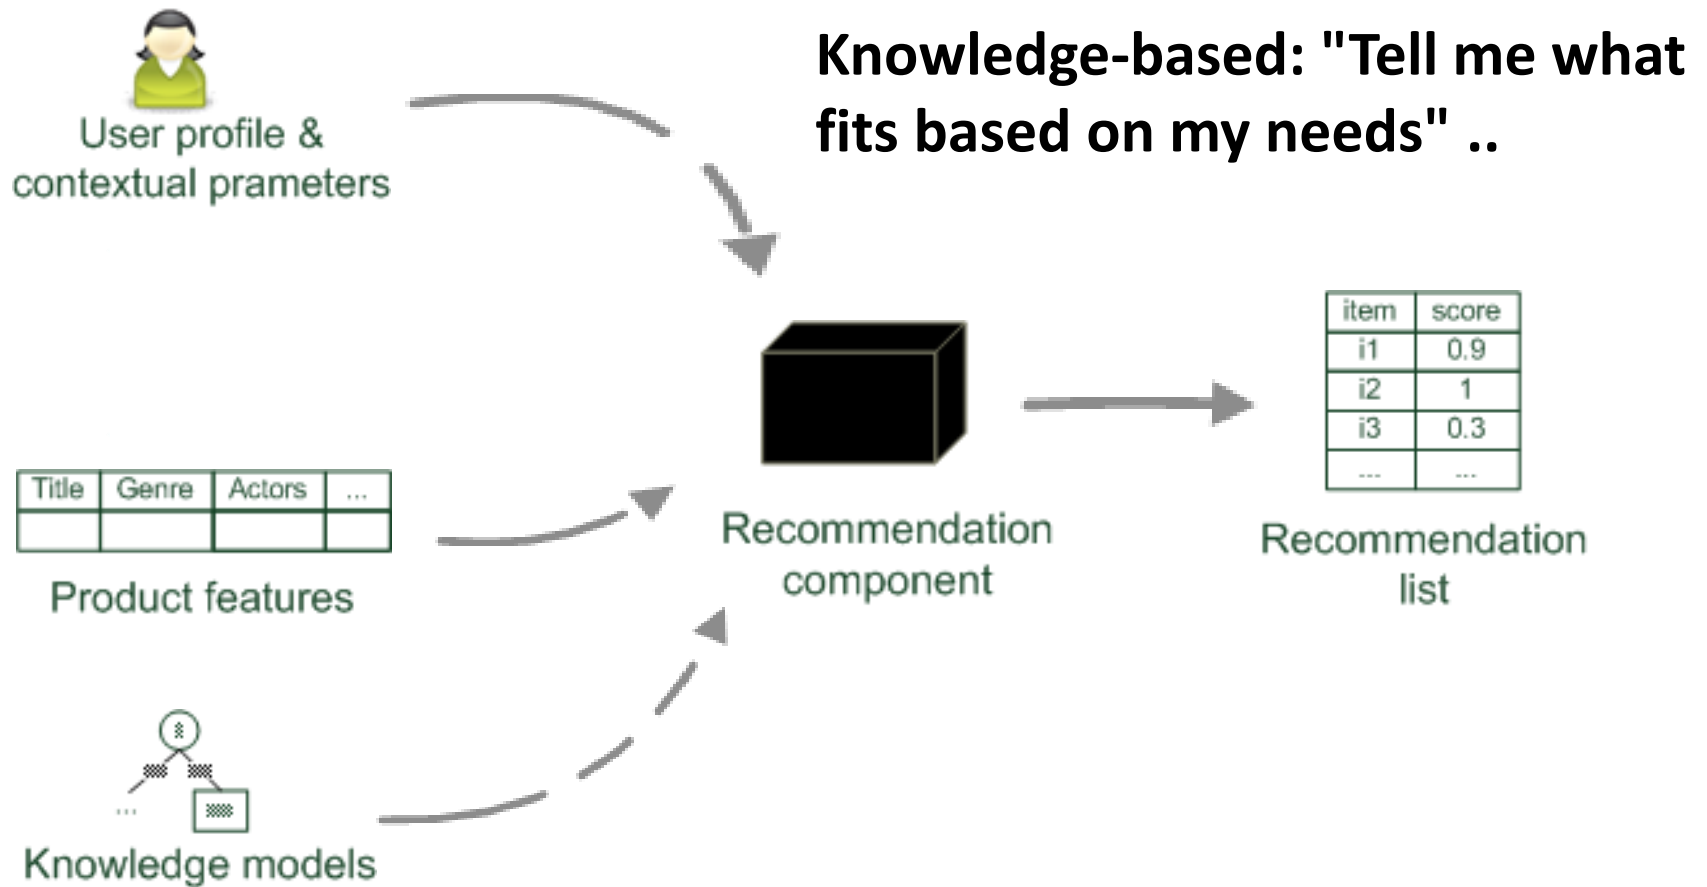 Knowledge-based: "Tell me what
fits based on my needs" ..
User profile &
contextual prameters
item score
i1 0.9
i2 1
i3 0.3
... ...
Title Genre Actors ...
Product features
Recommendation
component
Recommendation
list
...
Knowledge models